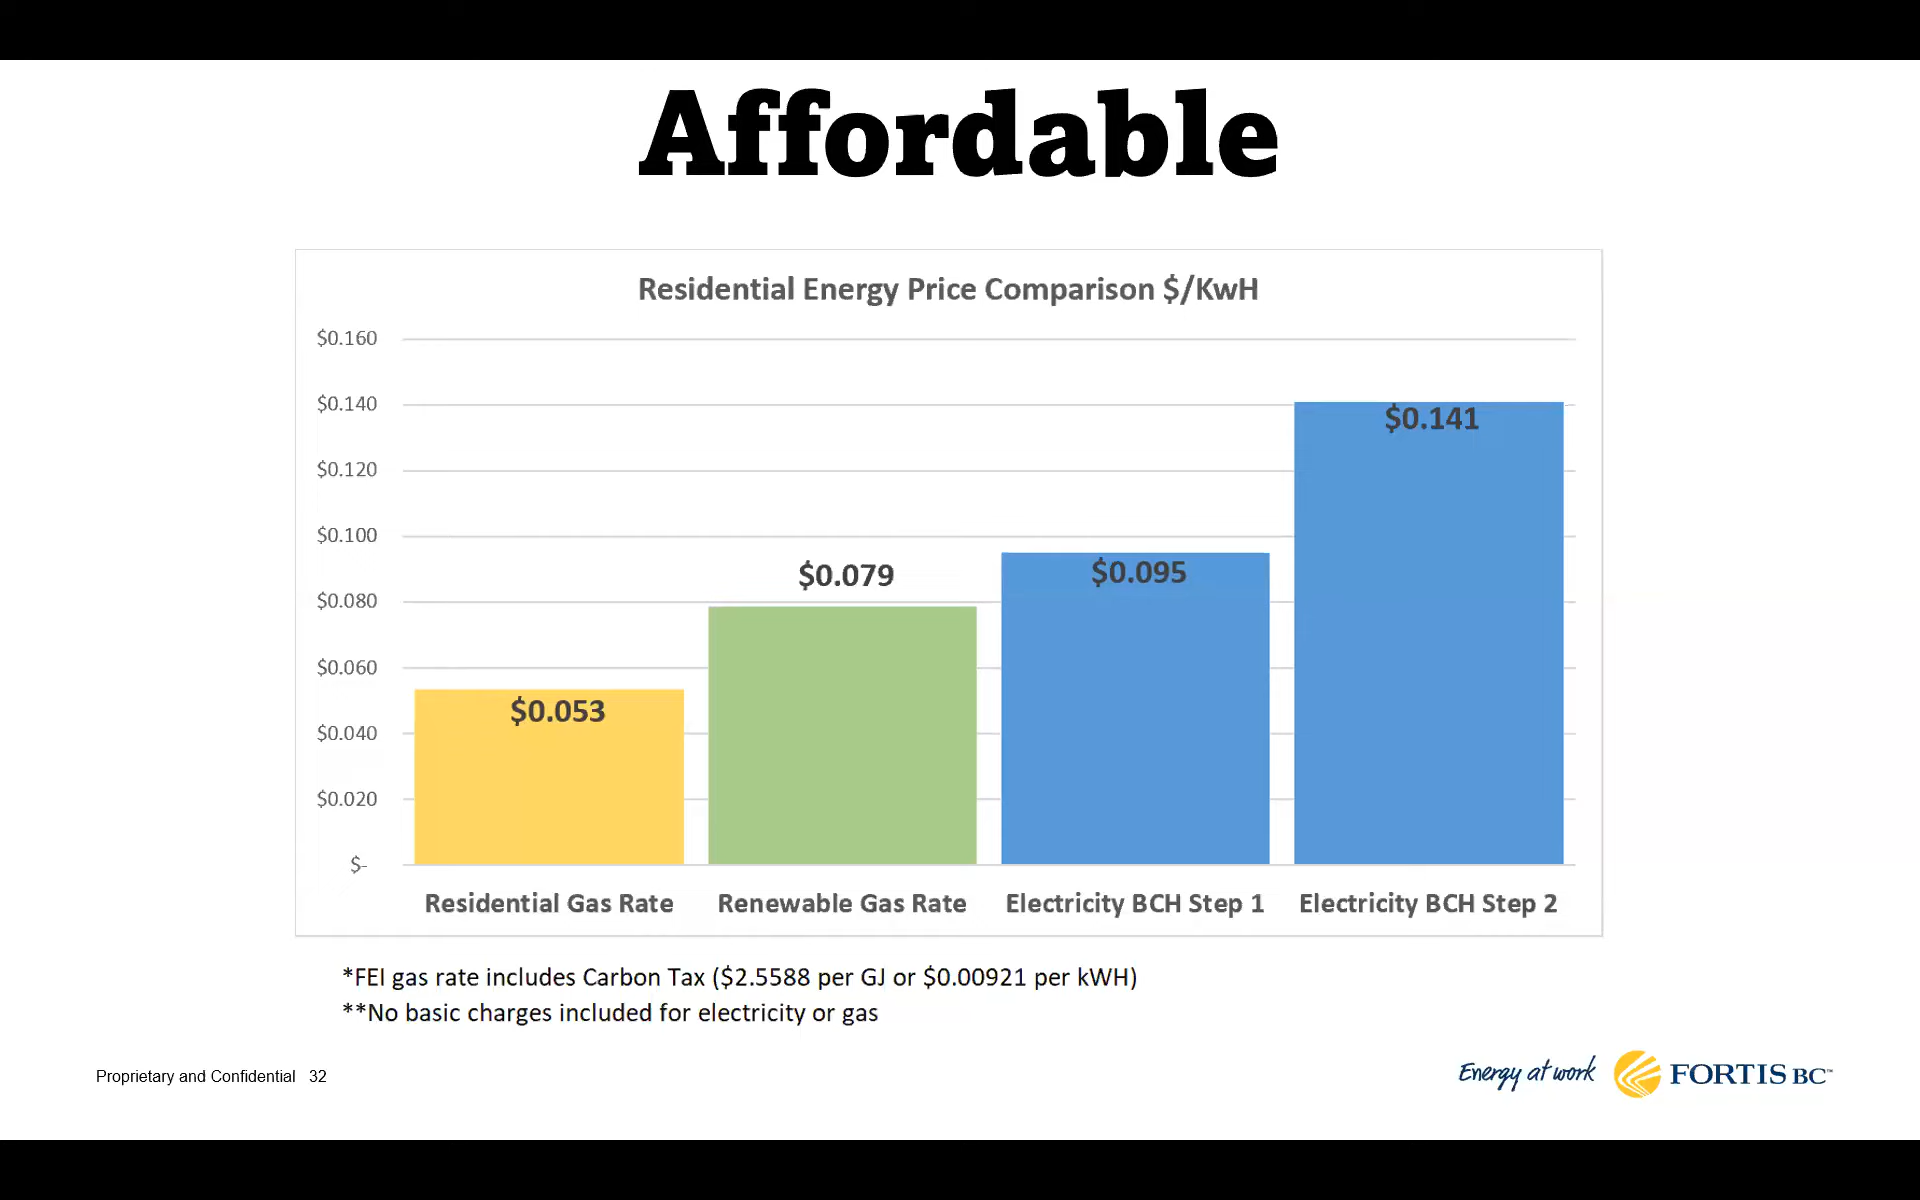 Affordable
Residential Energy Price Comparison $/KwH
$0.160
$0.140
$0.120
$0.100
$0.080
$0.060
$0.040
$0.020
$-
$0.053
$0.079
$0.095
$0.141
Residential Gas Rate
Renewable Gas Rate
Electricity BCH Step 1
Electricity BCH Step 2
*FEI gas rate includes Carbon Tax ($2.5588 per GJ or $0.00921 per kWH)
**No basic charges included for electricity or gas
Proprietary and Confidential 32
Energy at work
FORTIS BC™